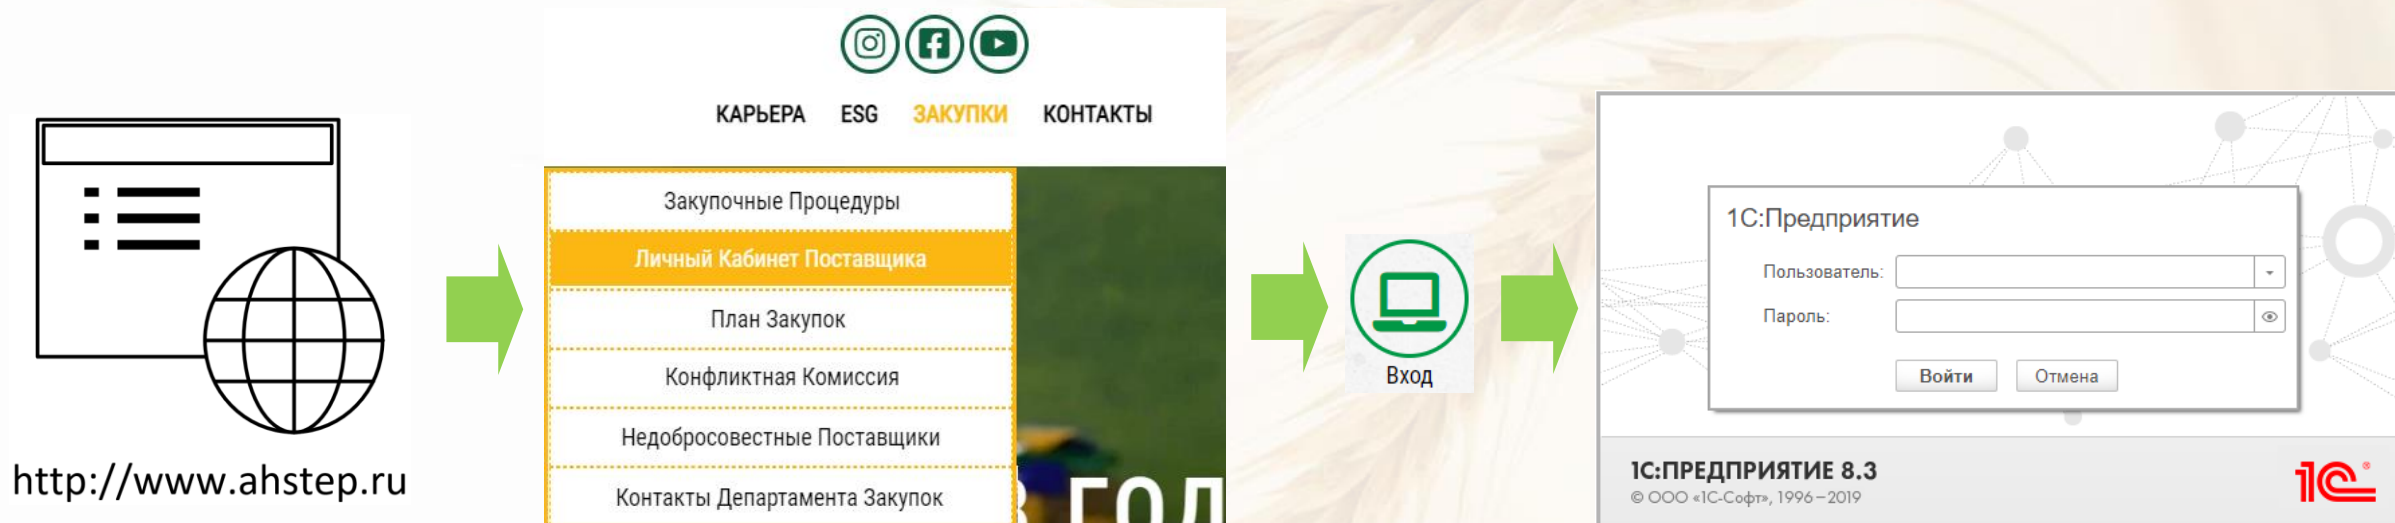 http://www.ahstep.ru
КАРЬЕРА ESG ЗАКУПКИ КОНТАКТЫ
Закупочные Процедуры
Личный Кабинет Поставщика
План Закупок
Конфликтная Комиссия
Недобросовестные Поставщики
Контакты Департамента Закупок
ГОД
Вход
1С:Предприятие
Пользователь:
Пароль:
Войти Отмена
1С:ПРЕДПРИЯТИЕ 8.3
© ООО «1С-Софт», 1996–2019
1С®